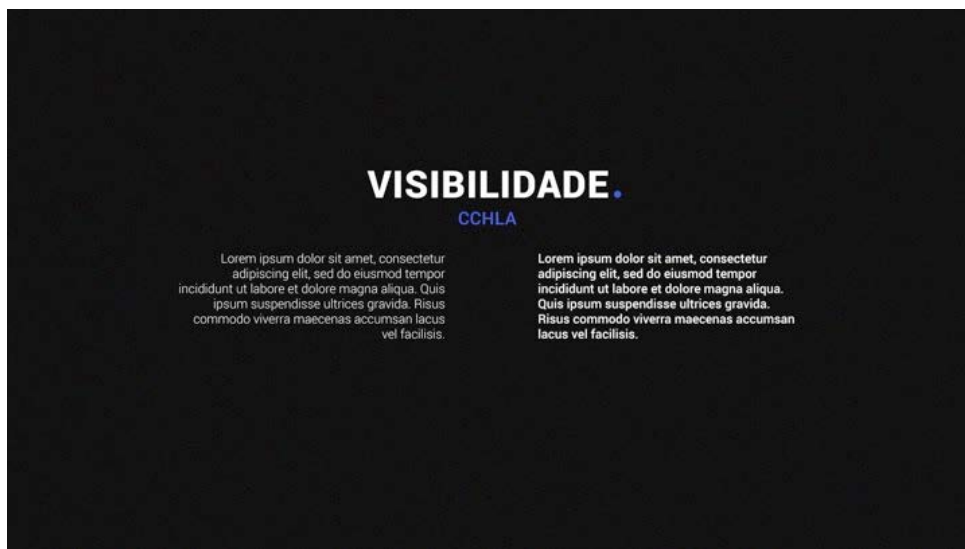 VISIBILIDADE.
CCHLA
Lorem ipsum dolor sit amet, consectetur
adipiscing elit, sed do eiusmod tempor
incididunt ut labore et dolore magna aliqua. Quis
ipsum suspendisse ultrices gravida. Risus
commodo viverra maecenas accumsan lacus
vel facilisis.
Lorem ipsum dolor sit amet, consectetur
adipiscing elit, sed do eiusmod tempor
incididunt ut labore et dolore magna aliqua.
Quis ipsum suspendisse ultrices gravida.
Risus commodo viverra maecenas accumsan
lacus vel facilisis.